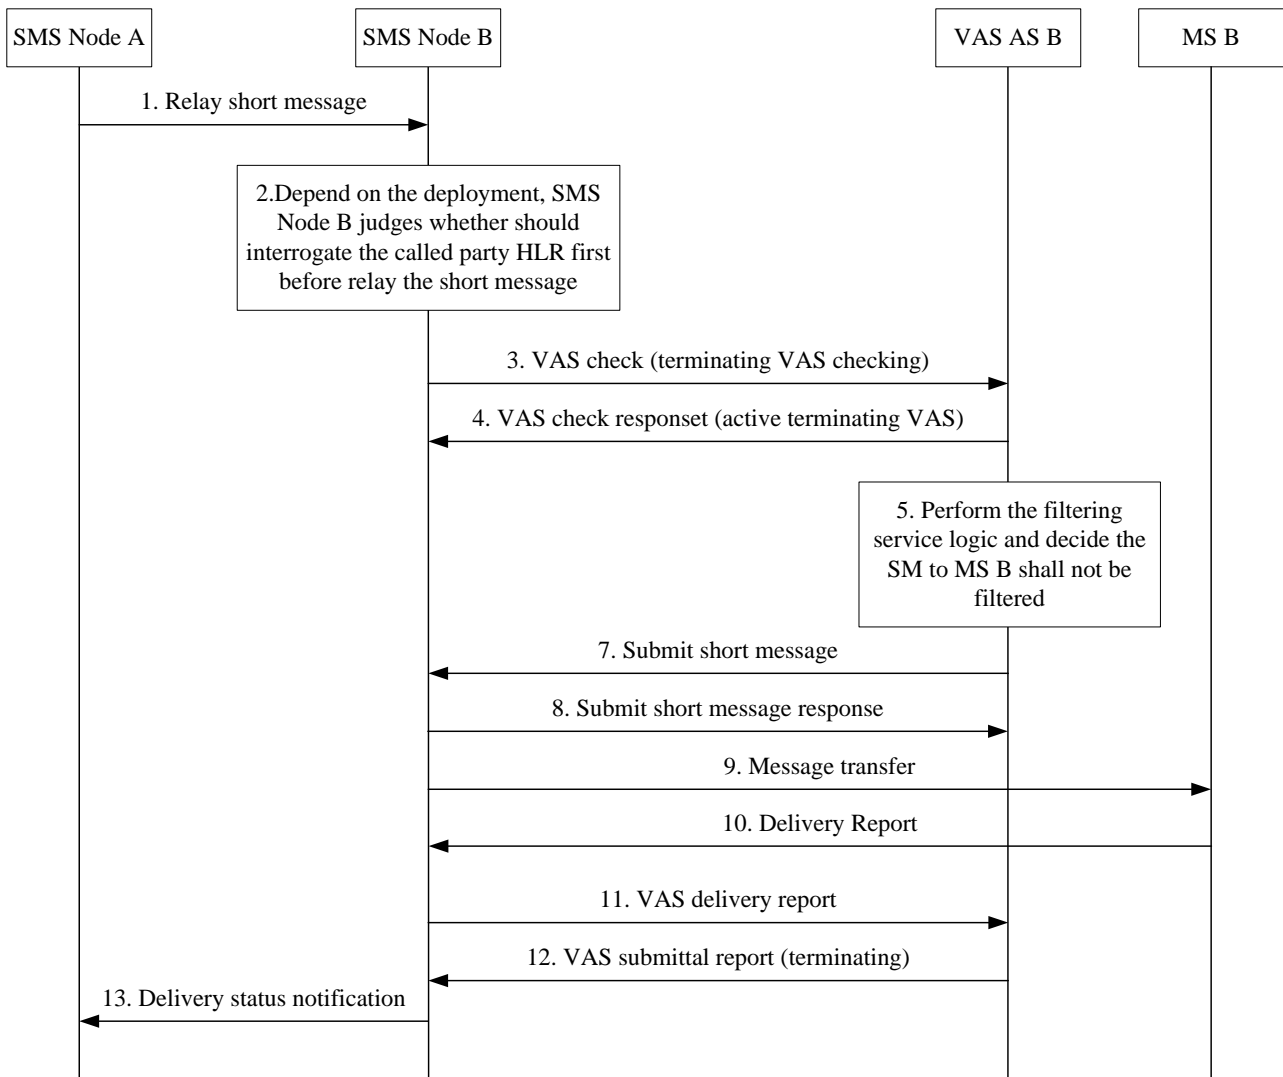 SMS Node A
SMS Node B
VAS AS B
MS B
1. Relay short message
2.Depend on the deployment, SMS
Node B judges whether should
interrogate the called party HLR first
before relay the short message
3. VAS check (terminating VAS checking)
4. VAS check responset (active terminating VAS)
5. Perform the filtering
service logic and decide the
SM to MS B shall not be
filtered
7. Submit short message
8. Submit short message response
9. Message transfer
10. Delivery Report
11. VAS delivery report
12. VAS submittal report (terminating)
13. Delivery status notification